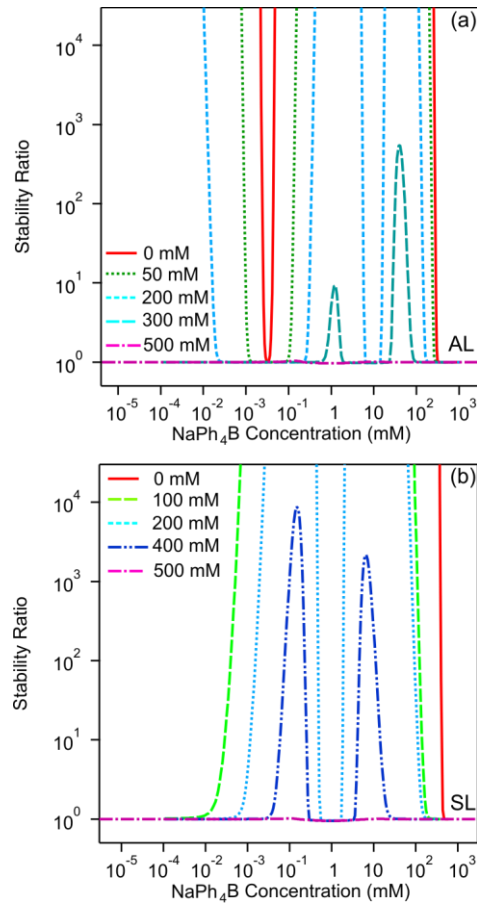 (a)
10⁴
10³
10²
10¹
10⁰
Stability Ratio
0 mM
50 mM
200 mM
300 mM
500 mM
AL
10⁻⁵ 10⁻⁴ 10⁻² 10⁻³ 10⁻¹ 1 10 10² 10³
NaPh₄B Concentration (mM)
(b)
10⁴
10³
10²
10¹
10⁰
Stability Ratio
0 mM
100 mM
200 mM
400 mM
500 mM
SL
10⁻⁵ 10⁻⁴ 10⁻² 10⁻³ 10⁻¹ 1 10 10² 10³
NaPh₄B Concentration (mM)